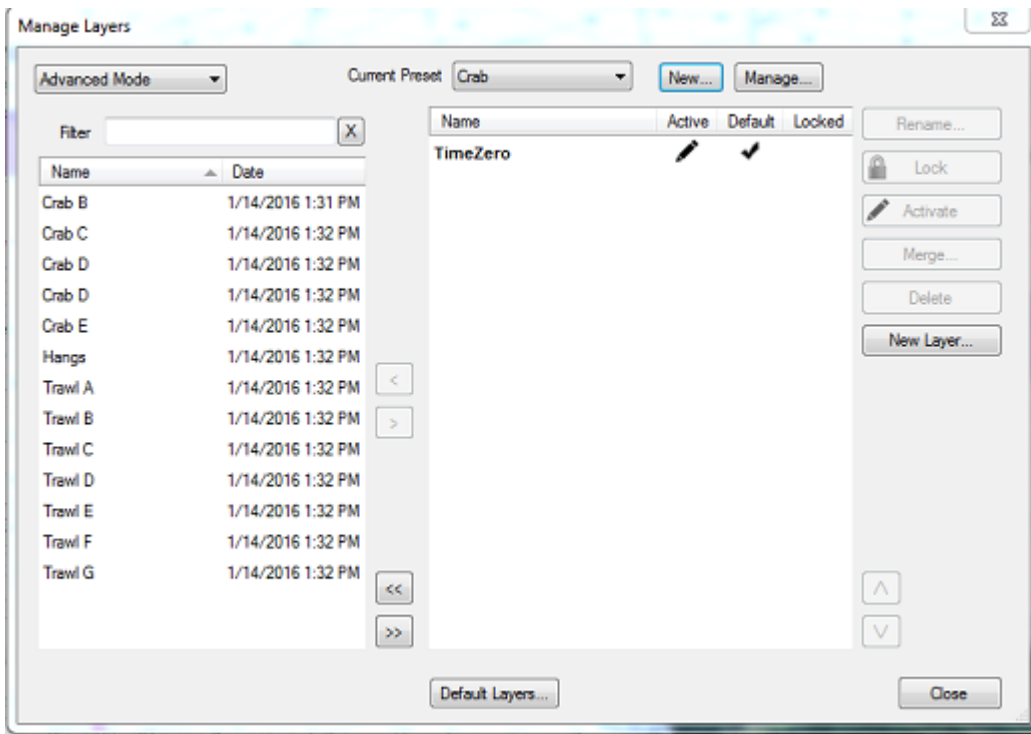 Manage Layers
Advanced Mode
Current Preset Crab New... Manage...
Filter X
Name Date
Crab B 1/14/2016 1:31 PM
Crab C 1/14/2016 1:32 PM
Crab D 1/14/2016 1:32 PM
Crab D 1/14/2016 1:32 PM
Crab E 1/14/2016 1:32 PM
Hangs 1/14/2016 1:32 PM
Trawl A 1/14/2016 1:32 PM
Trawl B 1/14/2016 1:32 PM
Trawl C 1/14/2016 1:32 PM
Trawl D 1/14/2016 1:32 PM
Trawl E 1/14/2016 1:32 PM
Trawl F 1/14/2016 1:32 PM
Trawl G 1/14/2016 1:32 PM
<
>
<<
>>
Name Active Default Locked
TimeZero
Rename...
Lock
Activate
Merge...
Delete
New Layer...
Default Layers...
Close